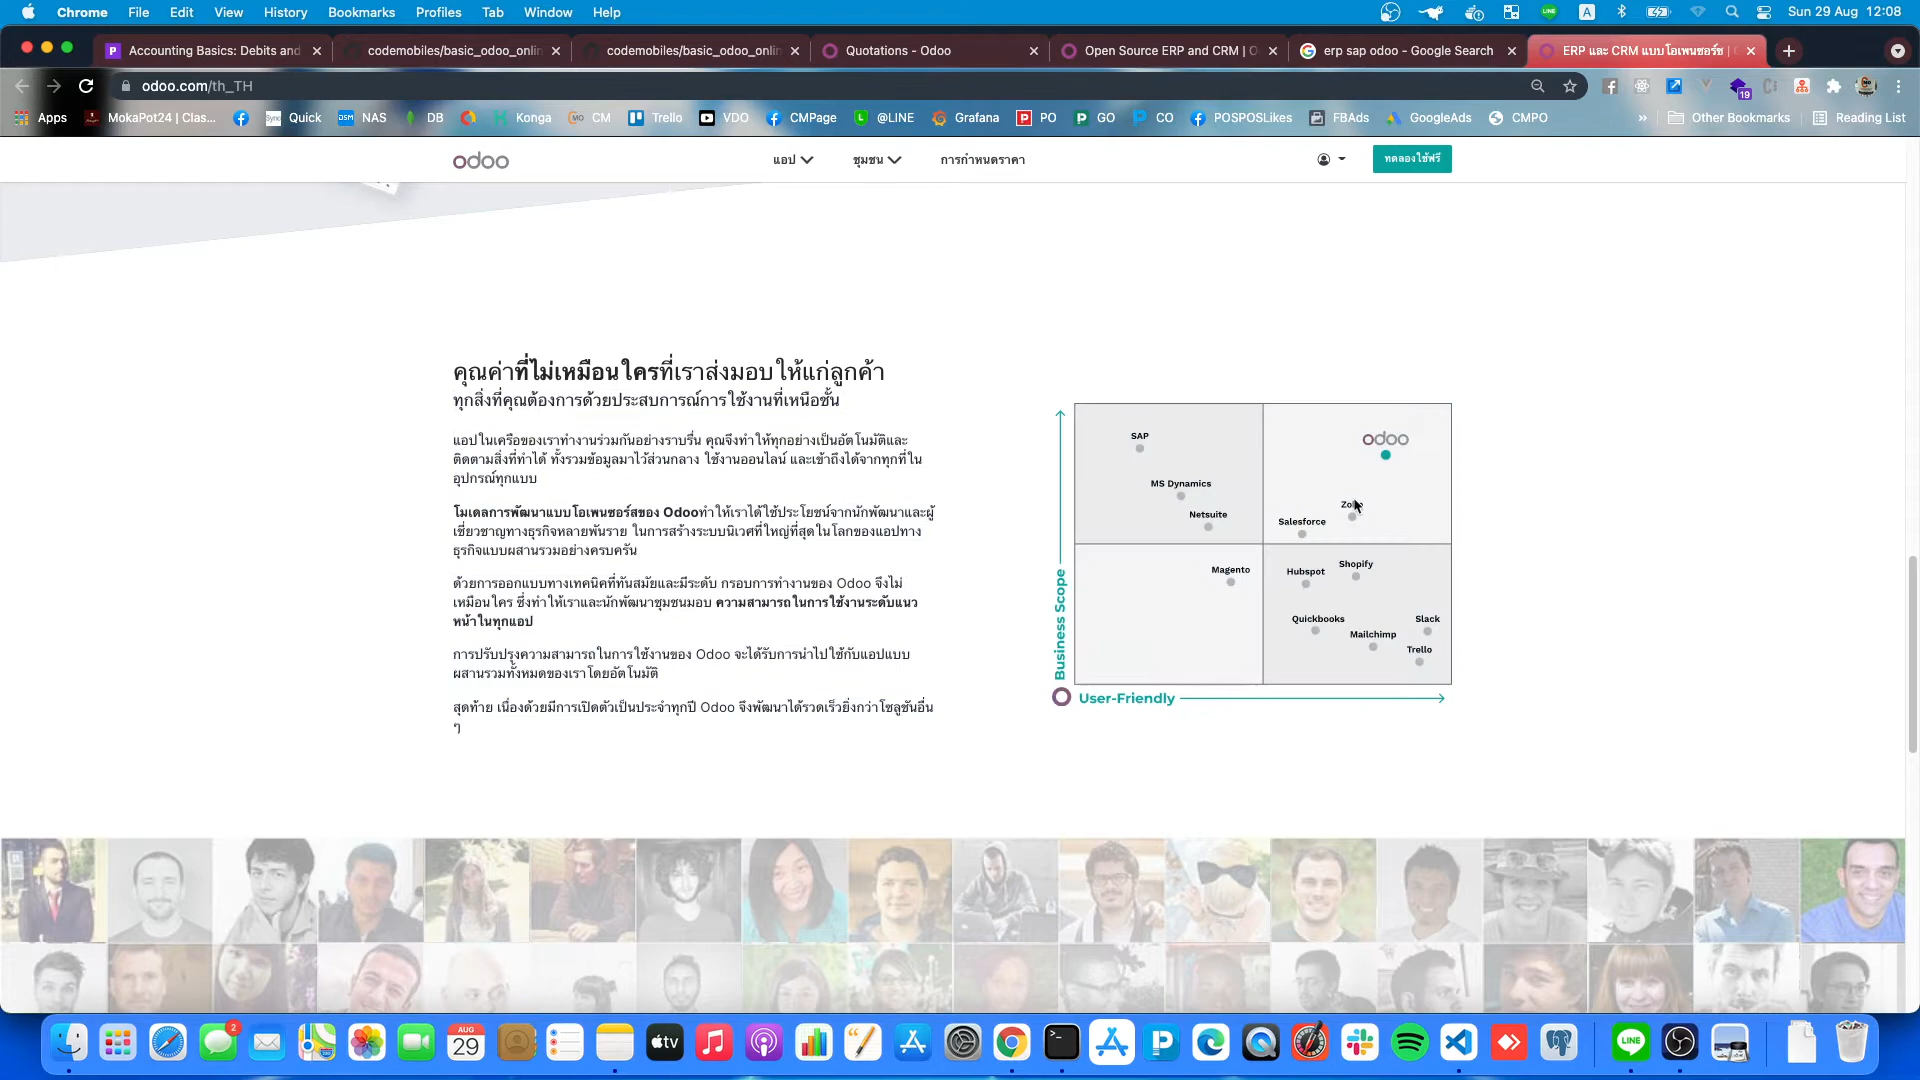 Chrome File Edit View History Bookmarks Profiles Tab Window Help
A
Sun 29 Aug 12:08
P Accounting Basics: Debits and
codemobiles/basic_odoo_onlin
codemobiles/basic_odoo_onlin
Quotations - Odoo
Open Source ERP and CRM | O
erp sap odoo - Google Search
ERP และ CRM แบบโอเพนซอร์ซ |
odoo.com/th_TH
19
Apps
MokaPot24 | Clas...
Quick
NAS
DB
Konga
CM
Trello
VDO
CMPage
@LINE
Grafana
PO
GO
CO
POSPOSLikes
FBAds
GoogleAds
CMPO
»
Other Bookmarks
Reading List
odoo
แอป
ชุมชน
การกำหนดราคา
ทดลองใช้ฟรี
คุณค่าที่ไม่เหมือนใครที่เราส่งมอบให้แก่ลูกค้า
ทุกสิ่งที่คุณต้องการด้วยประสบการณ์การใช้งานที่เหนือชั้น
แอปในเครือของเราทำงานร่วมกันอย่างราบรื่น คุณจึงทำให้ทุกอย่างเป็นอัตโนมัติและ
ติดตามสิ่งที่ทำได้ ทั้งรวมข้อมูลมาไว้ส่วนกลาง ใช้งานออนไลน์ และเข้าถึงได้จากทุกที่ใน
อุปกรณ์ทุกแบบ
โมเดลการพัฒนาแบบโอเพนซอร์สของ Odooทำให้เราได้ใช้ประโยชน์จากนักพัฒนาและผู้
เชี่ยวชาญทางธุรกิจหลายพันราย ในการสร้างระบบนิเวศที่ใหญ่ที่สุดในโลกของแอปทาง
ธุรกิจแบบผสานรวมอย่างครบครัน
ด้วยการออกแบบทางเทคนิคที่ทันสมัยและมีระดับ กรอบการทำงานของ Odoo จึงไม่
เหมือนใคร ซึ่งทำให้เราและนักพัฒนาชุมชนมอบ ความสามารถในการใช้งานระดับแนว
หน้าในทุกแอป
การปรับปรุงความสามารถในการใช้งานของ Odoo จะได้รับการนำไปใช้กับแอปแบบ
ผสานรวมทั้งหมดของเราโดยอัตโนมัติ
สุดท้าย เนื่องด้วยมีการเปิดตัวเป็นประจำทุกปี Odoo จึงพัฒนาได้รวดเร็วยิ่งกว่าโซลูชันอื่น
ๆ
SAP
odoo
MS Dynamics
Netsuite
Salesforce
Magento
Hubspot
Shopify
Quickbooks
Slack
Mailchimp
Trello
Business Scope
User-Friendly
2
AUG
29
tv
LINE